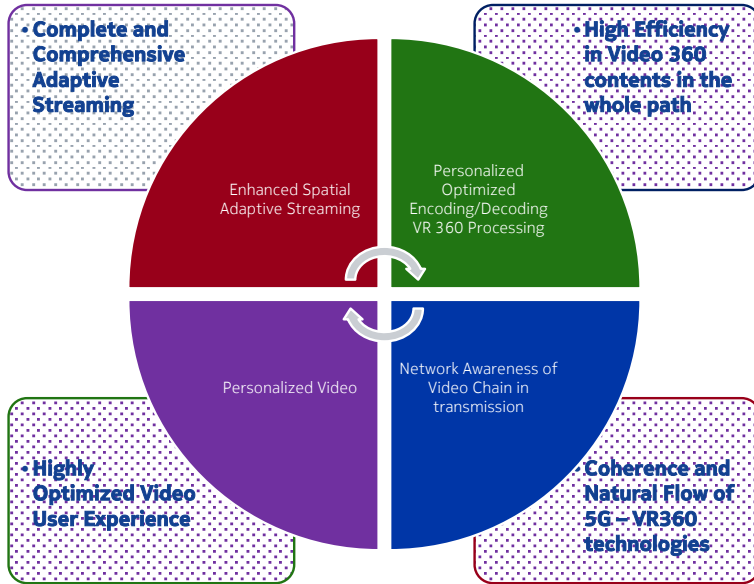 • Complete and
Comprehensive
Adaptive
Streaming
• High Efficiency
in Video 360
contents in the
whole path
Enhanced Spatial
Adaptive Streaming
Personalized
Optimized
Encoding/Decoding
VR 360 Processing
Personalized Video
Network Awareness of
Video Chain in
transmission
• Highly
Optimized Video
User Experience
• Coherence and
Natural Flow of
5G – VR360
technologies